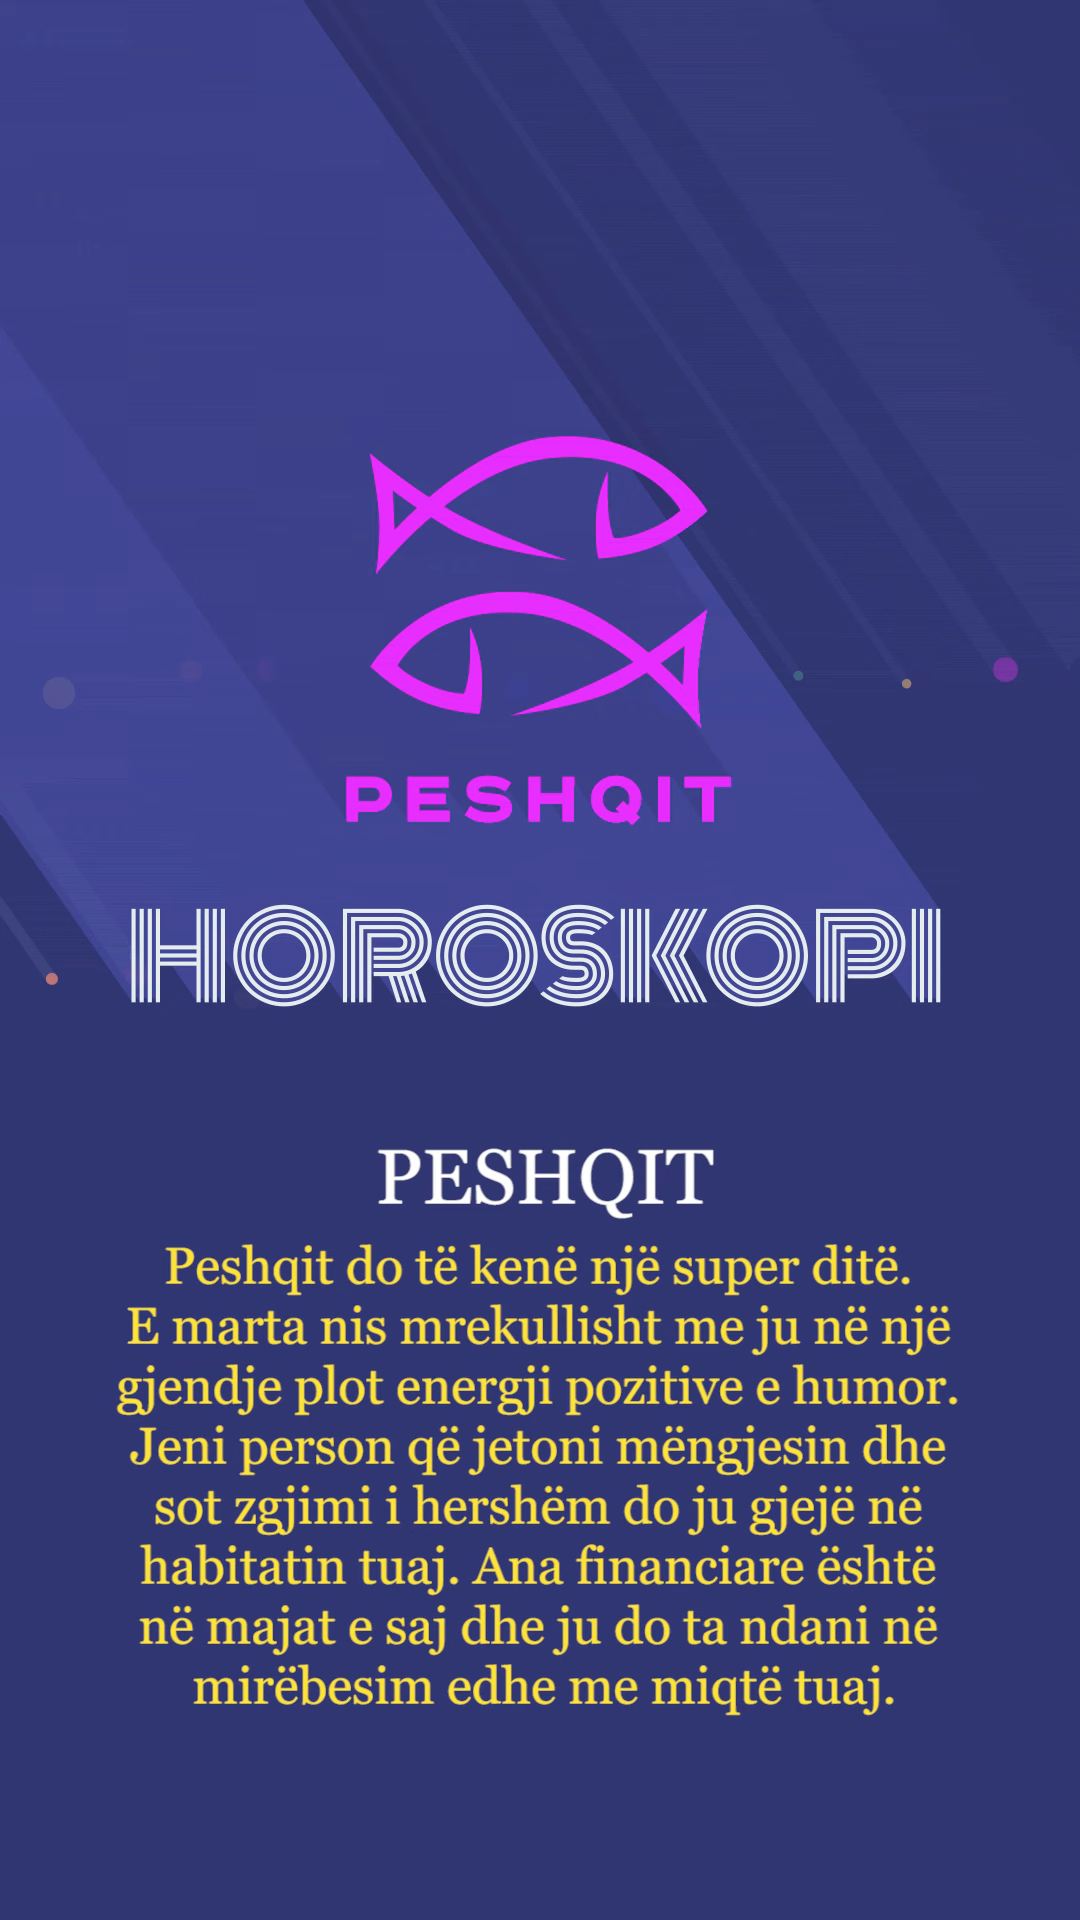 PESHQIT
HOROSKOPI
PESHQIT
Peshqit do të kenë një super ditë.
E marta nis mrekullisht me ju në një
gjendje plot energji pozitive e humor.
Jeni person që jetoni mëngjesin dhe
sot zgjimi i hershëm do ju gjejë në
habitatin tuaj. Ana financiare është
në majat e saj dhe ju do ta ndani në
mirëbesim edhe me miqtë tuaj.